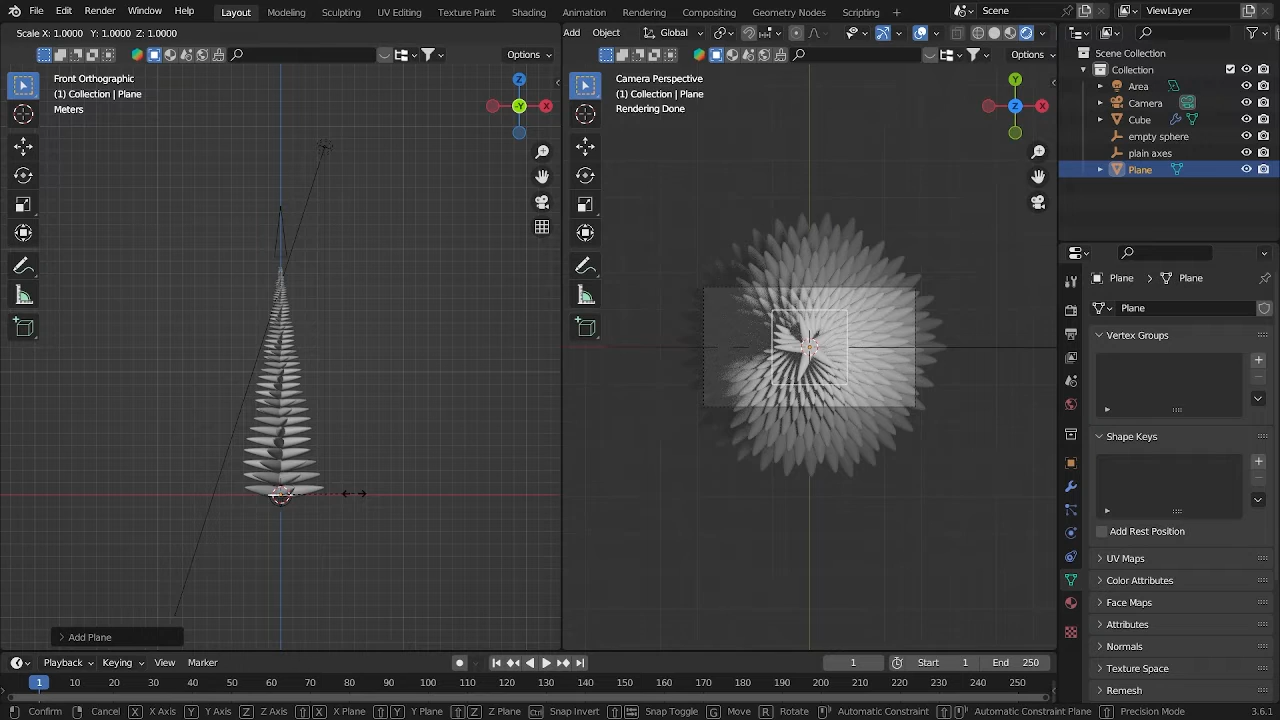 File Edit Render Window Help Layout Modeling Sculpting UV Editing Texture Paint Shading Animation Rendering Compositing Geometry Nodes Scripting + Scene ViewLayer
Scale X: 1.0000 Y: 1.0000 Z: 1.0000
Add Object Global
Options
Options
Front Orthographic
(1) Collection | Plane
Meters
Z
-Y
X
Camera Perspective
(1) Collection | Plane
Rendering Done
Y
Z
X
Scene Collection
Collection
Area
Camera
Cube
empty sphere
plain axes
Plane
Plane Plane
Plane
Vertex Groups
Shape Keys
Add Rest Position
UV Maps
Color Attributes
Face Maps
Attributes
Normals
Texture Space
Remesh
Add Plane
Playback Keying View Marker 1 Start 1 End 250
1 10 20 30 40 50 60 70 80 90 100 110 120 130 140 150 160 170 180 190 200 210 220 230 240 250
Confirm Cancel X X Axis Y Y Axis Z Z Axis X X Plane Y Y Plane Z Z Plane Ctrl Snap Invert Snap Toggle G Move R Rotate Automatic Constraint Automatic Constraint Plane Precision Mode 3.6.1